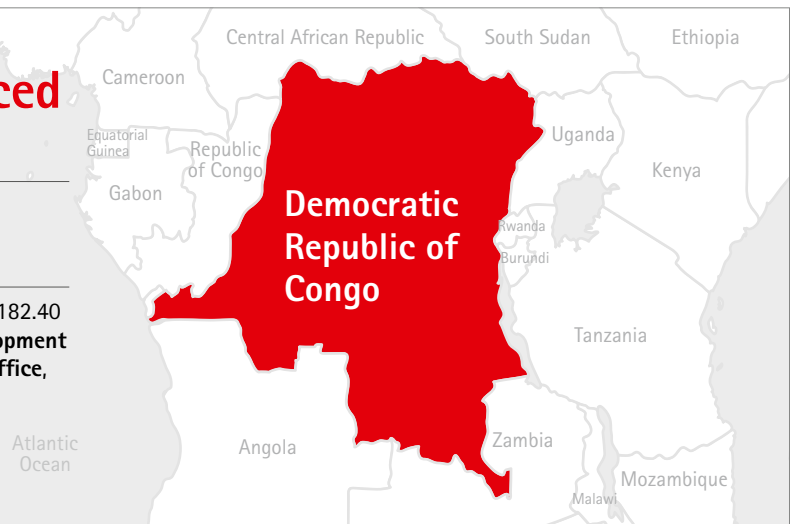 Central African Republic
South Sudan
Ethiopia
Cameroon
ced
Equatorial
Guinea
Republic
of Congo
Uganda
Kenya
Gabon
Democratic
Republic of
Congo
Rwanda
Burundi
182.40
opment
ffice,
Tanzania
Atlantic
Ocean
Angola
Zambia
Mozambique
Malawi